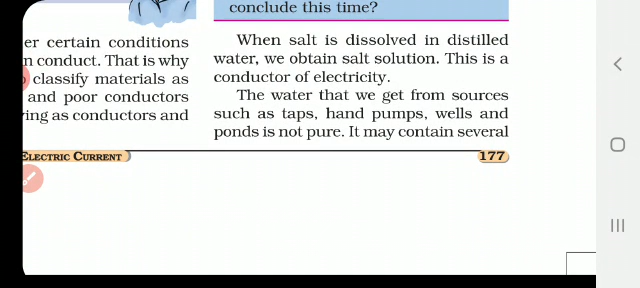 conclude this time?
er certain conditions
n conduct. That is why
classify materials as
and poor conductors
ing as conductors and
When salt is dissolved in distilled
water, we obtain salt solution. This is a
conductor of electricity.
The water that we get from sources
such as taps, hand pumps, wells and
ponds is not pure. It may contain several
ELECTRIC CURRENT
177